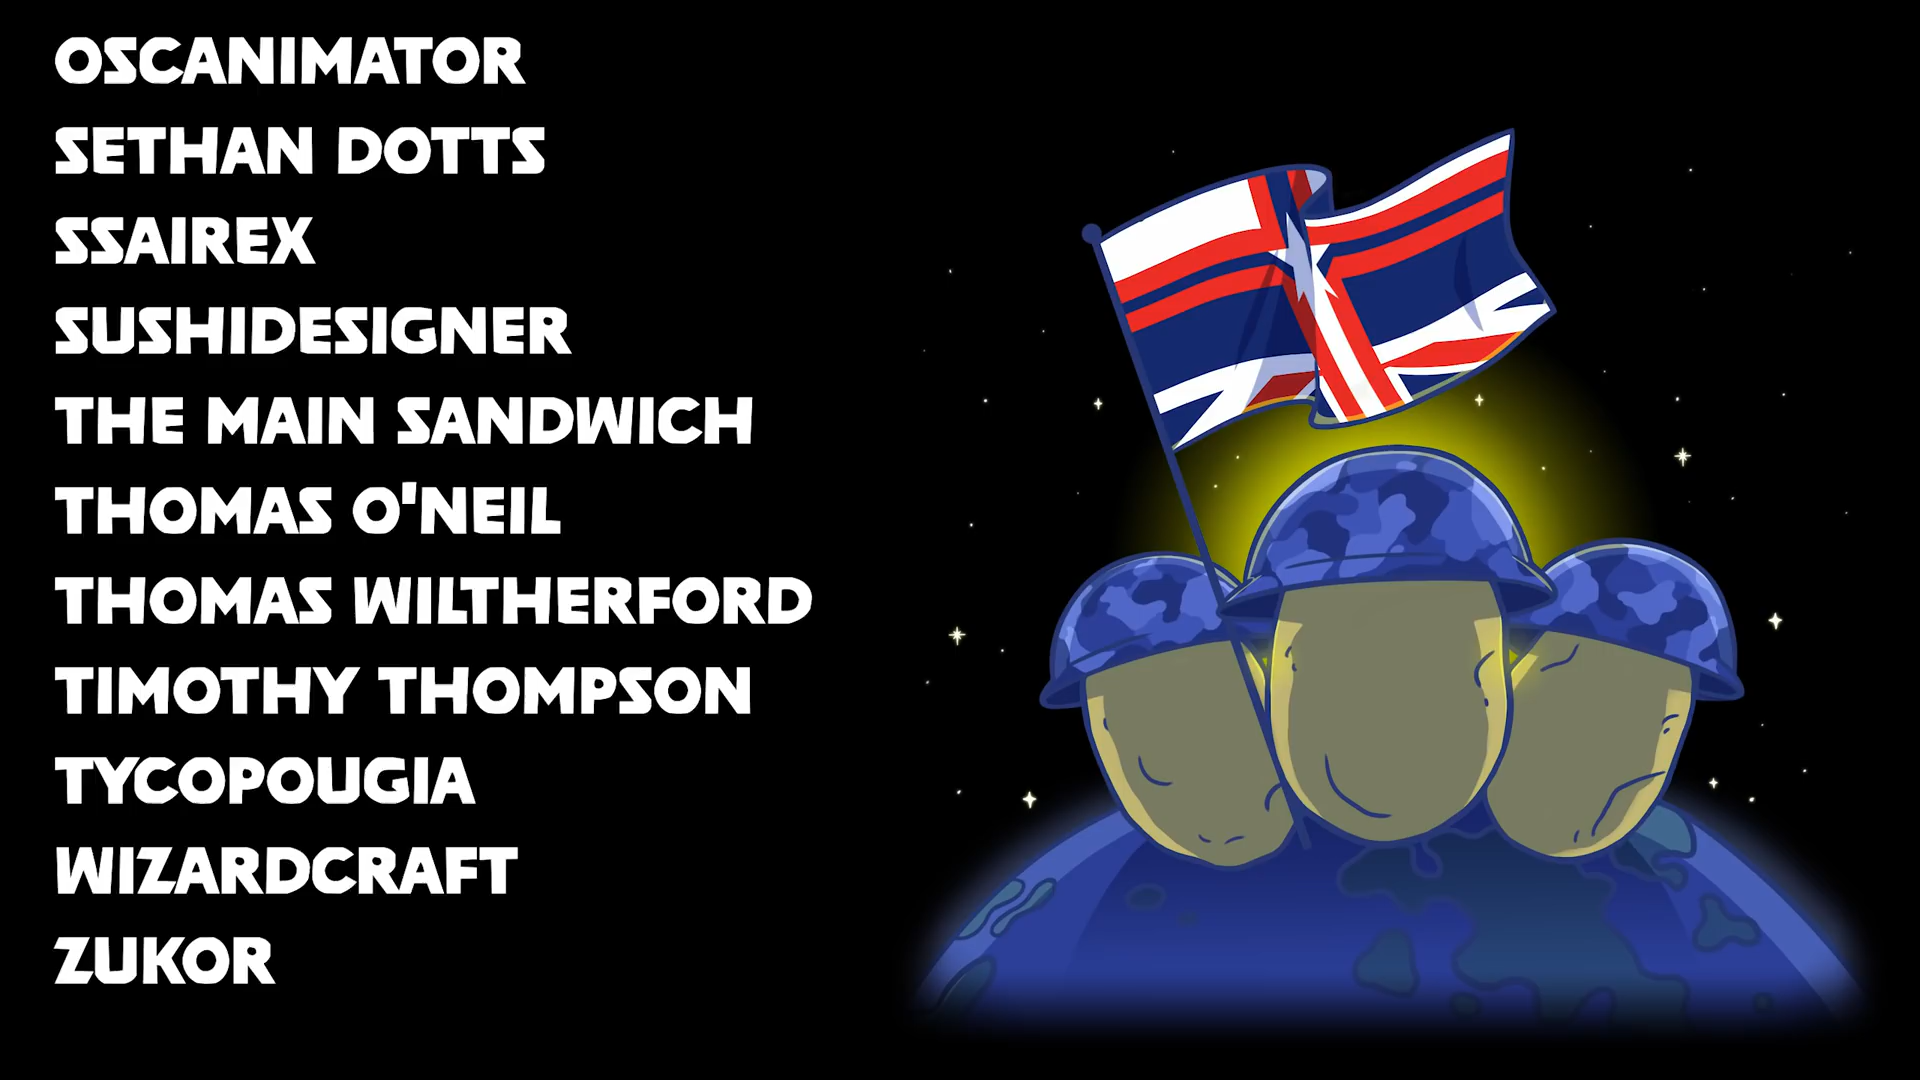 OSCANIMATOR
SETHAN DOTTS
SSAIREX
SUSHIDESIGNER
THE MAIN SANDWICH
THOMAS O'NEIL
THOMAS WILTHERFORD
TIMOTHY THOMPSON
TYCOPOUGIA
WIZARDCRAFT
ZUKOR